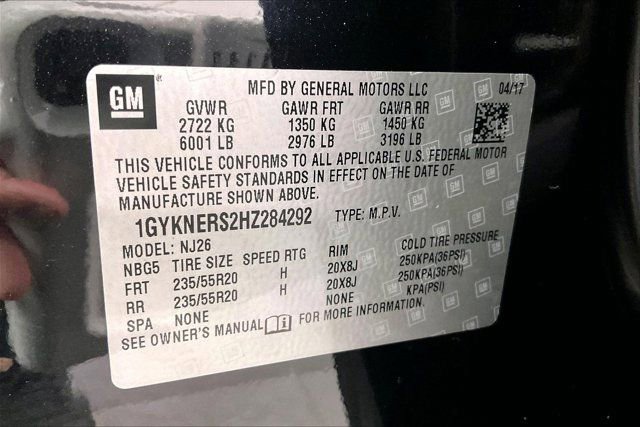 GM
MFD BY GENERAL MOTORS LLC 04/17
GVWR GAWR FRT GAWR RR
2722 KG 1350 KG 1450 KG
6001 LB 2976 LB 3196 LB
THIS VEHICLE CONFORMS TO ALL APPLICABLE U.S. FEDERAL MOTOR
VEHICLE SAFETY STANDARDS IN EFFECT ON THE DATE OF
MANUFACTURE SHOWN ABOVE.
1GYKNERS2HZ284292 TYPE: M.P.V.
MODEL: NJ26
NBG5 TIRE SIZE SPEED RTG RIM COLD TIRE PRESSURE
FRT 235/55R20 H 20X8J 250KPA(36PSI)
RR 235/55R20 H 20X8J 250KPA(36PSI)
SPA NONE NONE KPA(PSI)
SEE OWNER'S MANUAL FOR MORE INFORMATION.